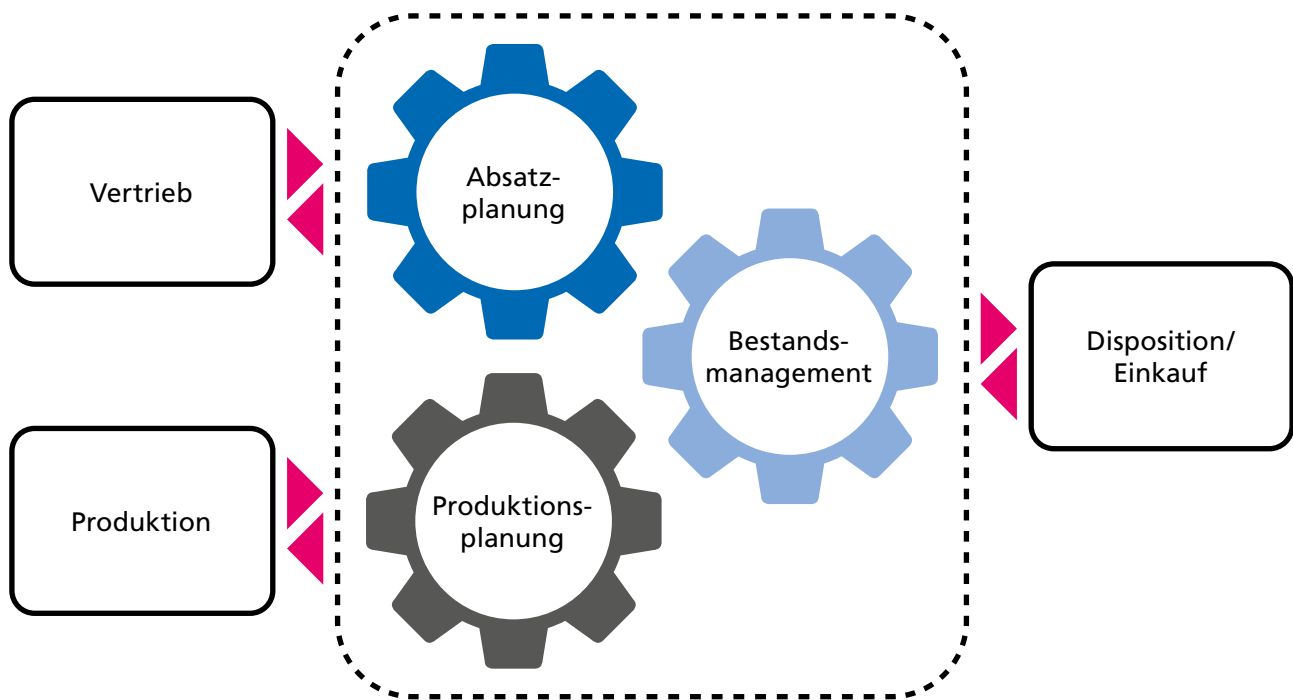 Vertrieb
Absatz-
planung
Bestands-
management
Disposition/
Einkauf
Produktion
Produktions-
planung